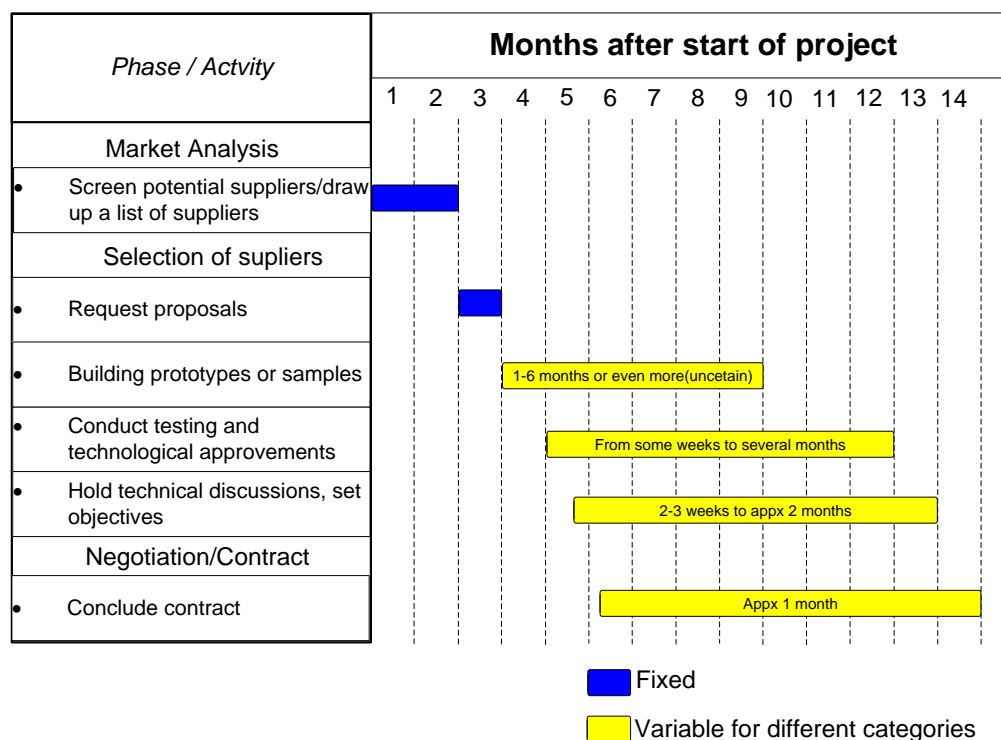 Phase / Actvity
Months after start of project
1 2 3 4 5 6 7 8 9 10 11 12 13 14
Market Analysis
• Screen potential suppliers/draw
up a list of suppliers
Selection of supliers
• Request proposals
• Building prototypes or samples
1-6 months or even more(uncetain)
• Conduct testing and
technological approvements
From some weeks to several months
• Hold technical discussions, set
objectives
2-3 weeks to appx 2 months
Negotiation/Contract
• Conclude contract
Appx 1 month
Fixed
Variable for different categories